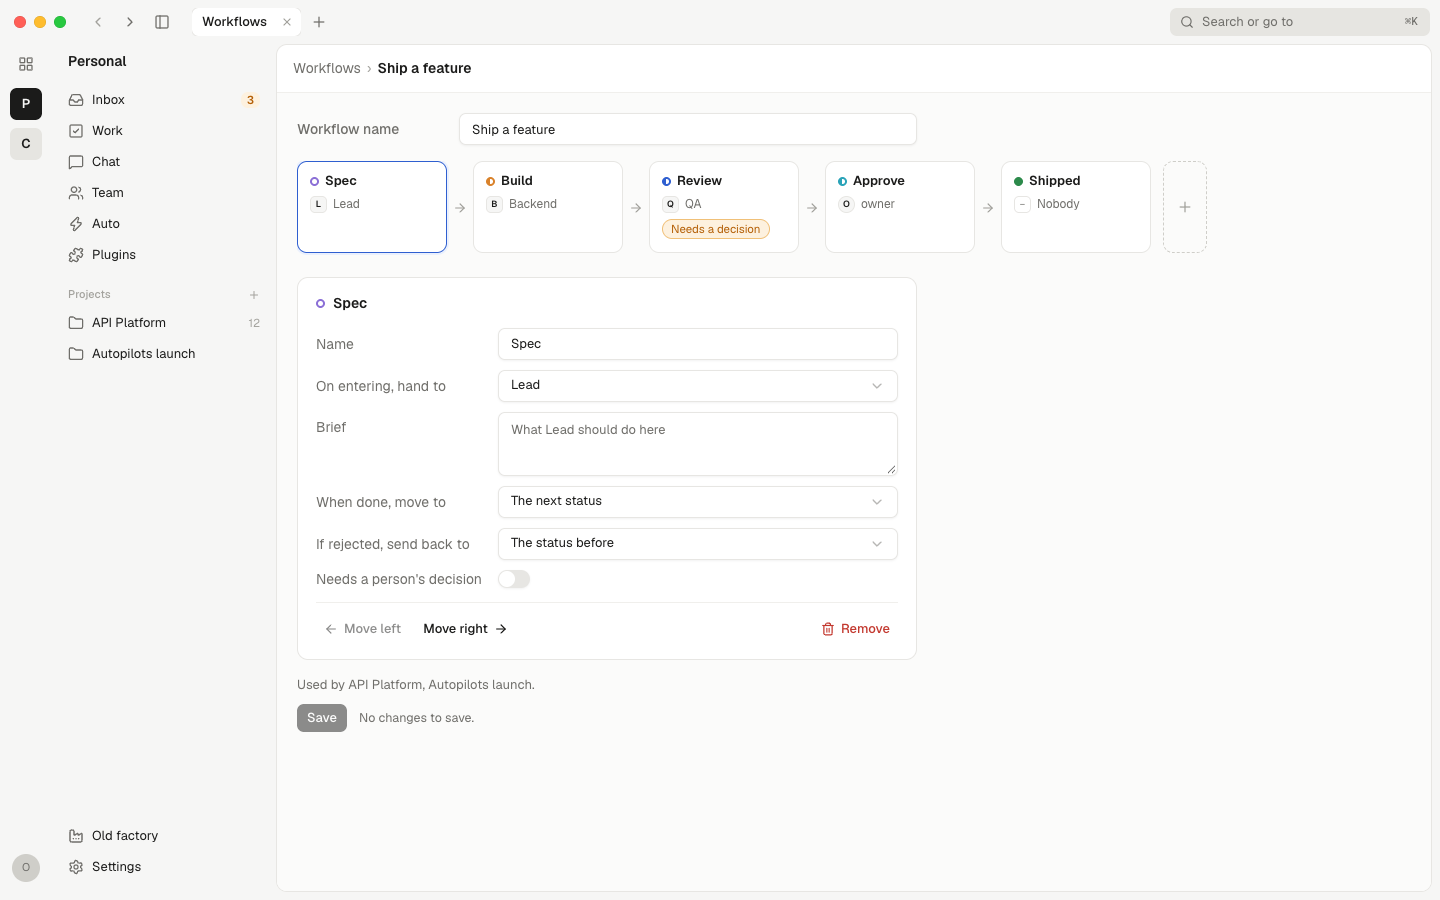 Workflows
Search or go to
⌘K
Personal
P
C
Inbox
3
Work
Chat
Team
Auto
Plugins
Projects
API Platform
12
Autopilots launch
Old factory
Settings
O
Workflows › Ship a feature
Workflow name
Ship a feature
Spec
L Lead
Build
B Backend
Review
Q QA
Needs a decision
Approve
O owner
Shipped
– Nobody
Spec
Name
Spec
On entering, hand to
Lead
Brief
What Lead should do here
When done, move to
The next status
If rejected, send back to
The status before
Needs a person's decision
Move left
Move right
Remove
Used by API Platform, Autopilots launch.
Save
No changes to save.